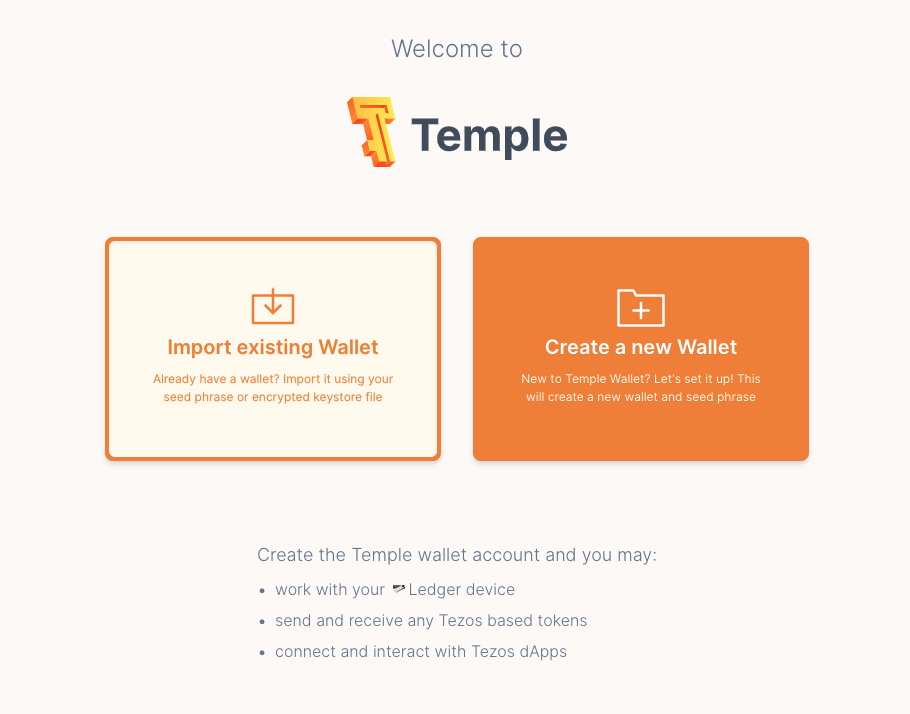 Welcome to
Temple
Import existing Wallet
Already have a wallet? Import it using your
seed phrase or encrypted keystore file
Create a new Wallet
New to Temple Wallet? Let's set it up! This
will create a new wallet and seed phrase
Create the Temple wallet account and you may:
• work with your Ledger device
• send and receive any Tezos based tokens
• connect and interact with Tezos dApps